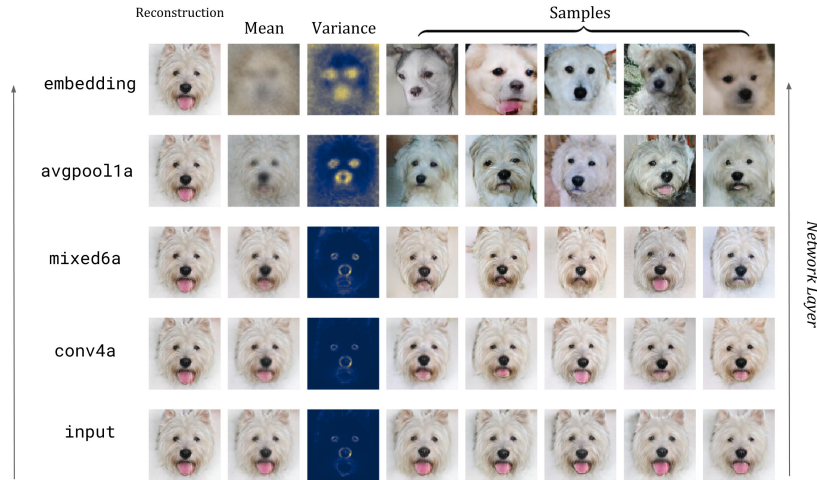 Reconstruction
Mean
Variance
Samples
embedding
avgpool1a
mixed6a
conv4a
input
Network Layer